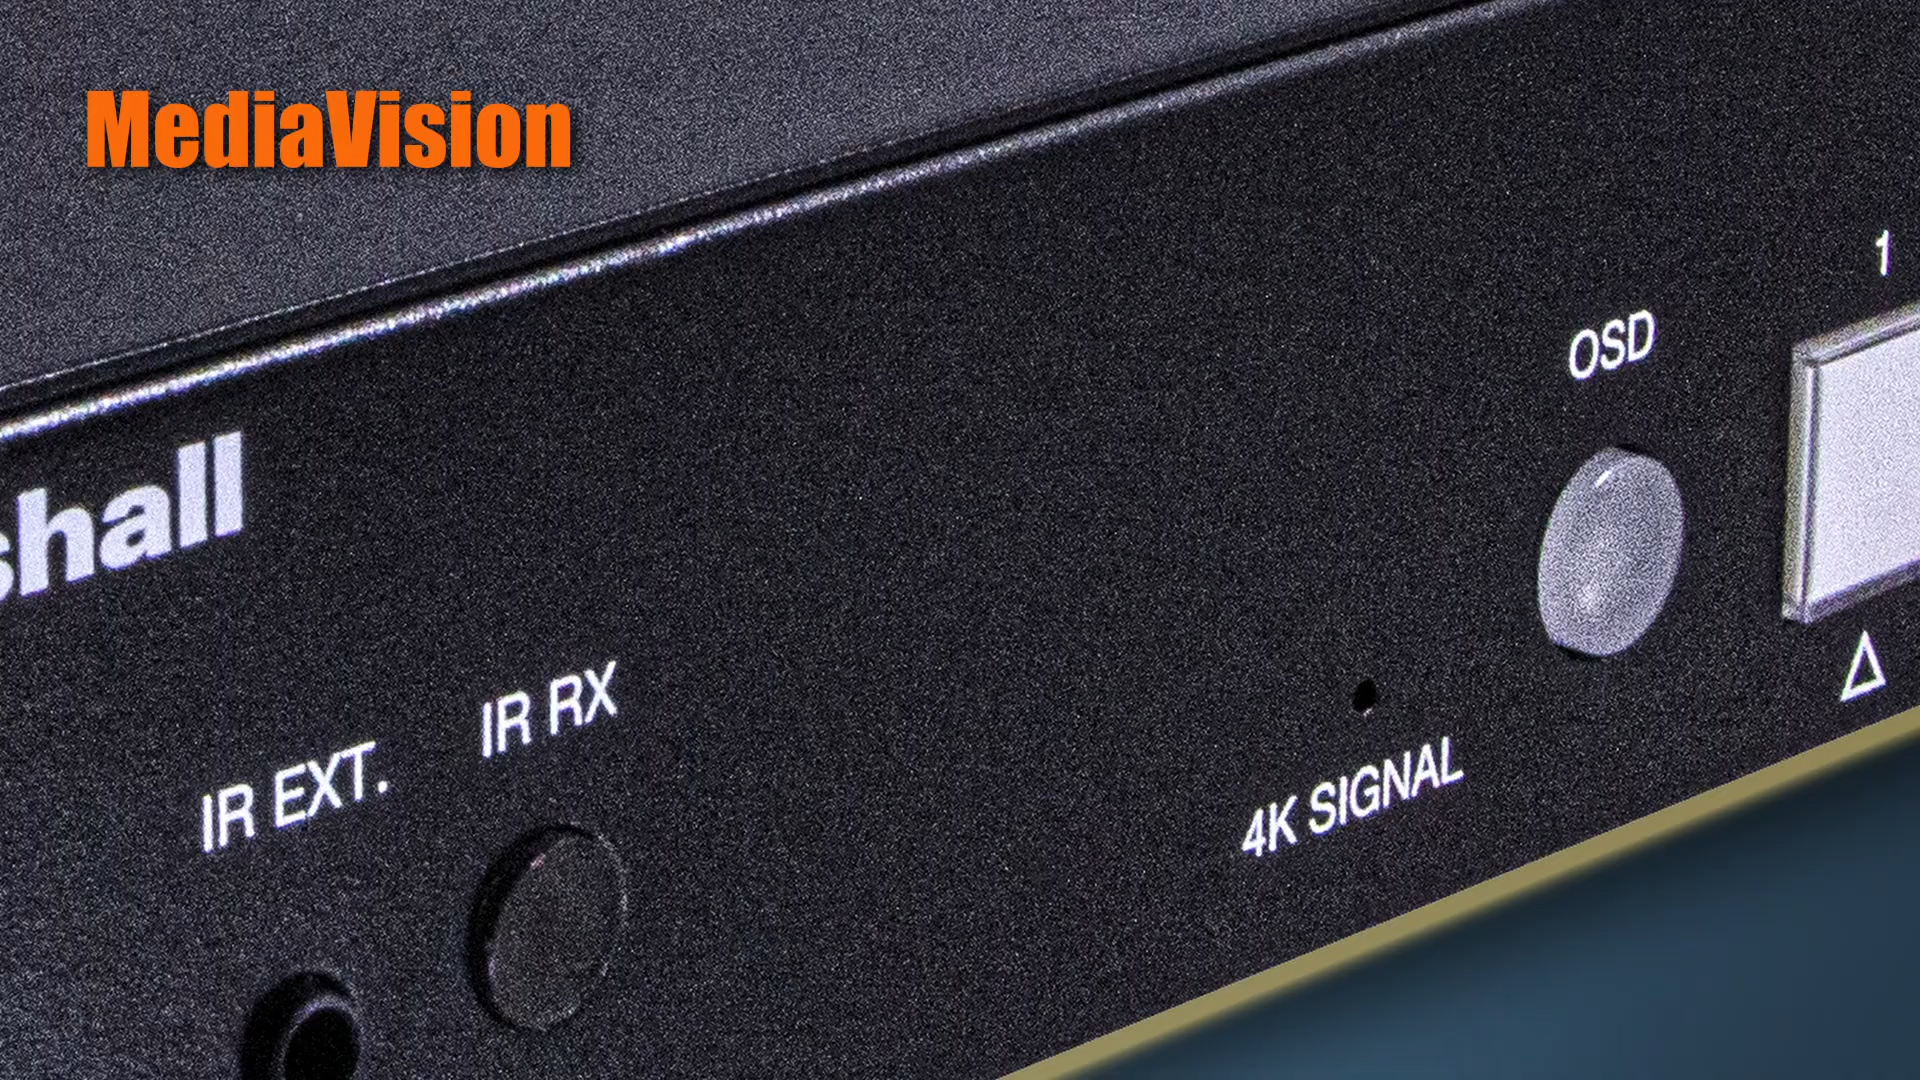 MediaVision
1
OSD
shall
IR RX
IR EXT.
4K SIGNAL